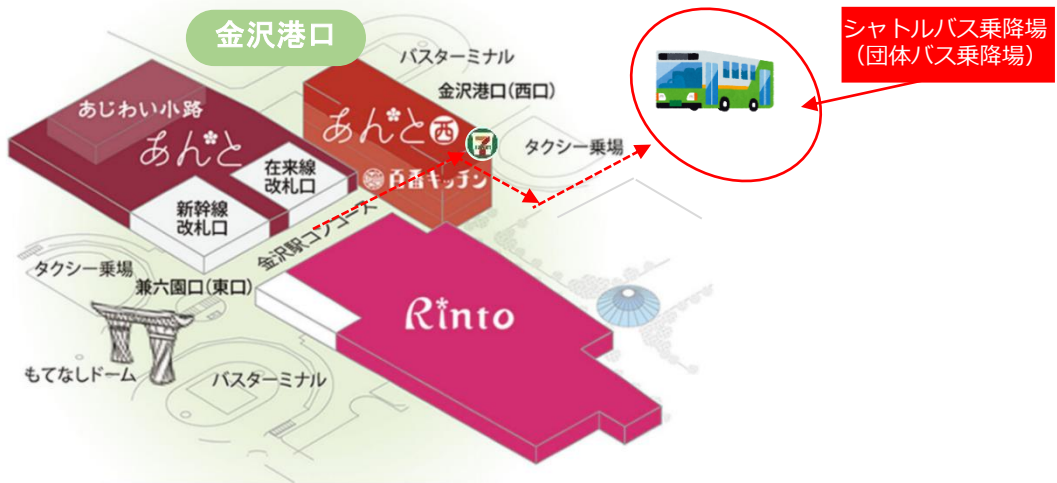 金沢港口
シャトルバス乗降場
（団体バス乗降場）
バスターミナル
金沢港口(西口)
あじわい小路
あんと
あんと西
タクシー乗場
百番キッチン
在来線
改札口
新幹線
改札口
金沢駅コンコース
タクシー乗場
兼六園口(東口)
Rinto
もてなしドーム
バスターミナル